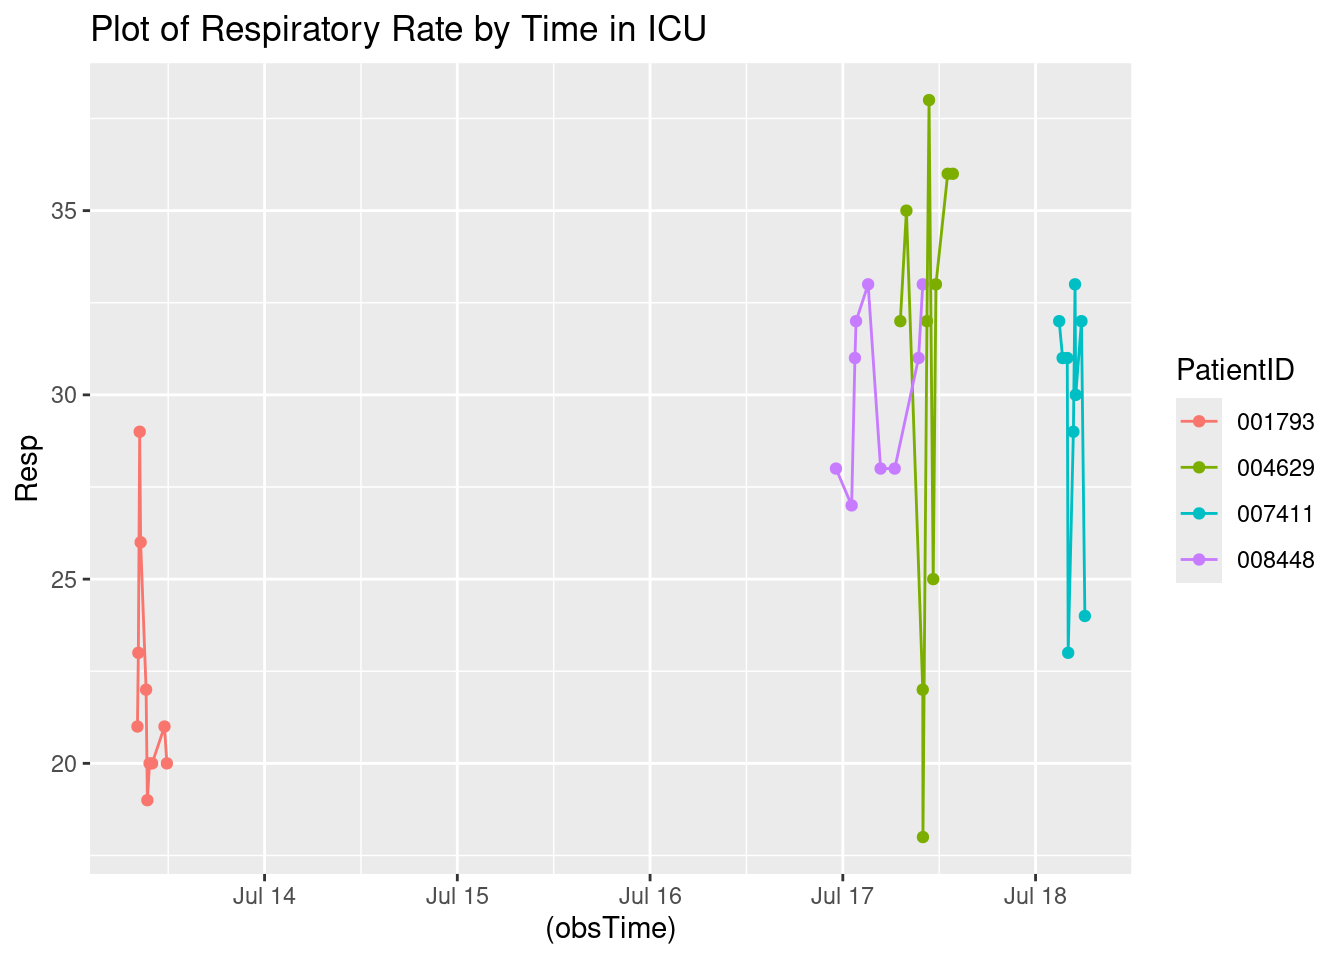 Plot of Respiratory Rate by Time in ICU
Resp
35
30
25
20
Jul 14
Jul 15
Jul 16
Jul 17
Jul 18
(obsTime)
PatientID
001793
004629
007411
008448